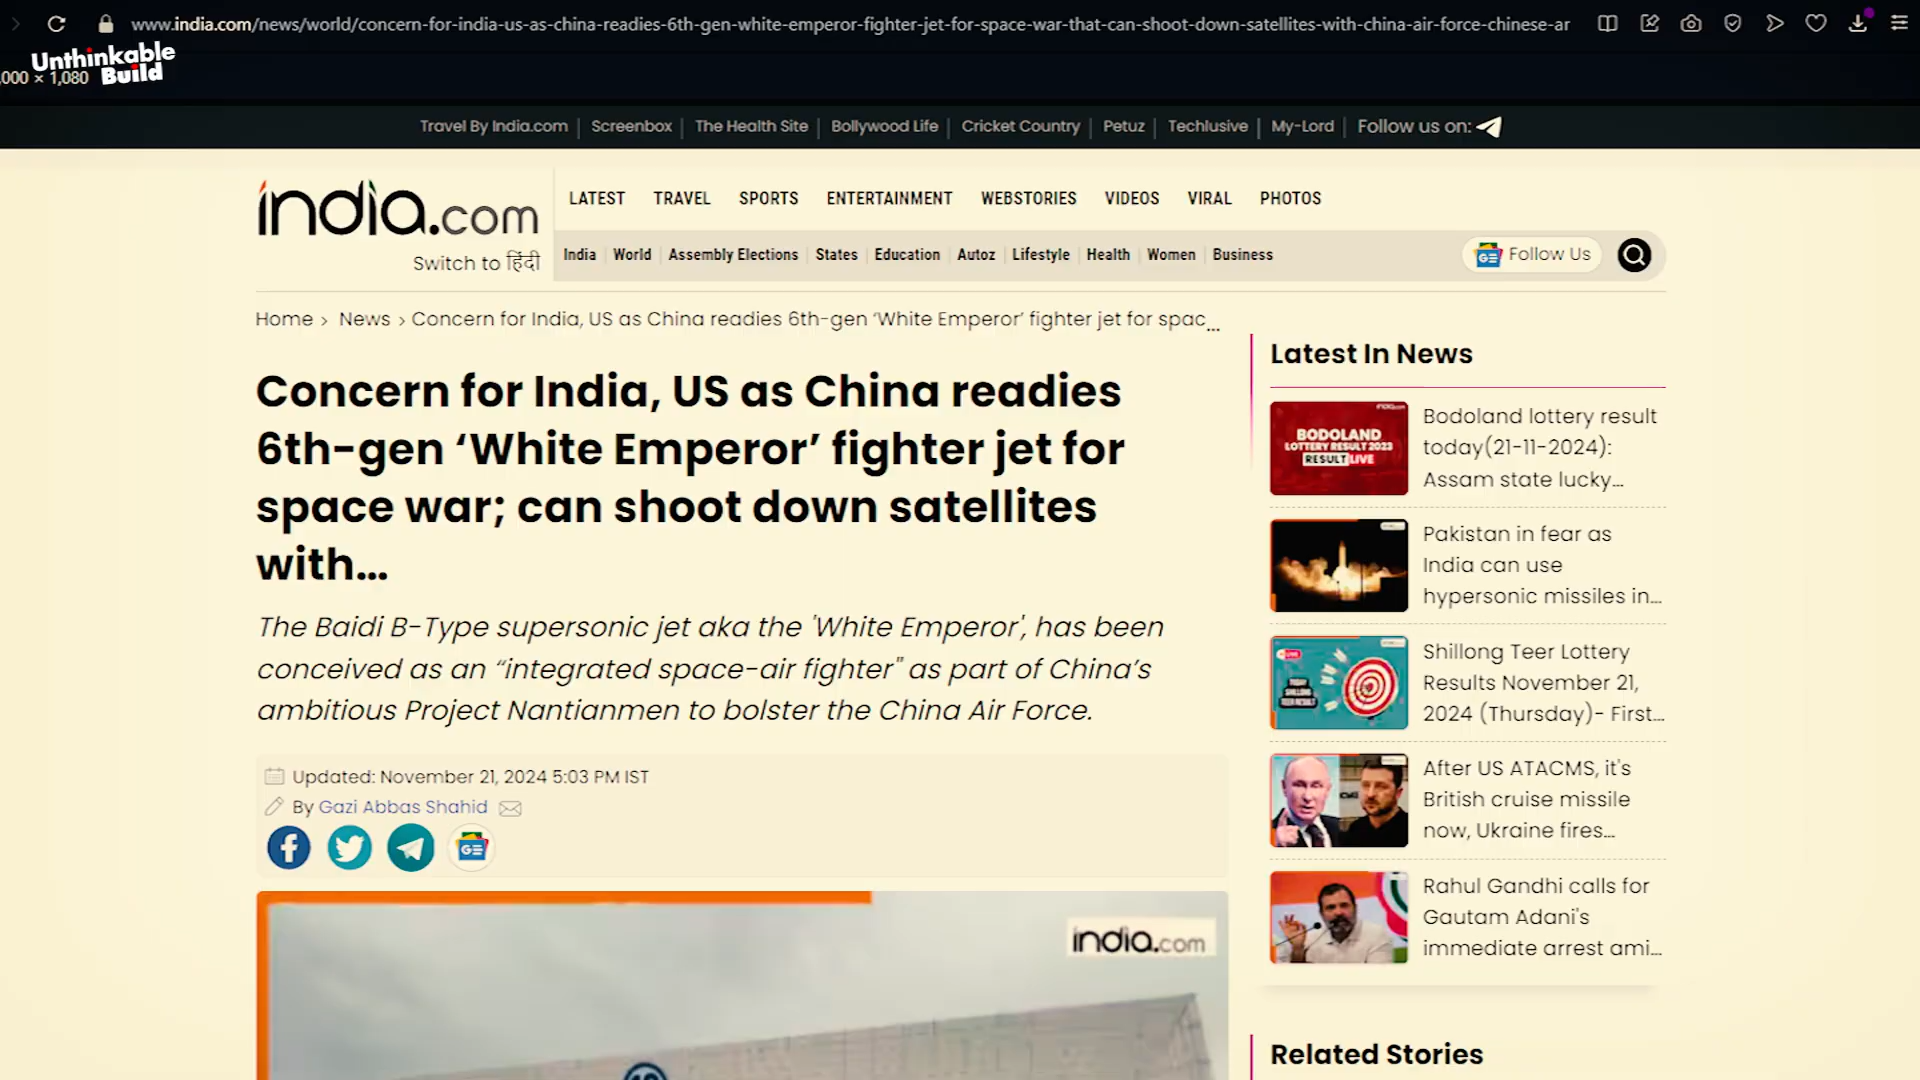 www.india.com/news/world/concern-for-india-us-as-china-readies-6th-gen-white-emperor-fighter-jet-for-space-war-that-can-shoot-down-satellites-with-china-air-force-chinese-ar
Unthinkable
Build
,000 × 1,080
Travel By India.com | Screenbox | The Health Site | Bollywood Life | Cricket Country | Petuz | Techlusive | My-Lord | Follow us on:
india.com
Switch to हिंदी
LATEST TRAVEL SPORTS ENTERTAINMENT WEBSTORIES VIDEOS VIRAL PHOTOS
India World Assembly Elections States Education Autoz Lifestyle Health Women Business
GE Follow Us
Home > News > Concern for India, US as China readies 6th-gen ‘White Emperor’ fighter jet for spac...
Concern for India, US as China readies
6th-gen ‘White Emperor’ fighter jet for
space war; can shoot down satellites
with...
The Baidi B-Type supersonic jet aka the 'White Emperor', has been
conceived as an “integrated space-air fighter" as part of China’s
ambitious Project Nantianmen to bolster the China Air Force.
Updated: November 21, 2024 5:03 PM IST
By Gazi Abbas Shahid
GE
india.com
Latest In News
BODOLAND
LOTTERY RESULT 2023
RESULT LIVE
Bodoland lottery result
today(21-11-2024):
Assam state lucky...
Pakistan in fear as
India can use
hypersonic missiles in...
Shillong Teer Lottery
Results November 21,
2024 (Thursday)- First...
After US ATACMS, it's
British cruise missile
now, Ukraine fires...
Rahul Gandhi calls for
Gautam Adani's
immediate arrest ami...
Related Stories